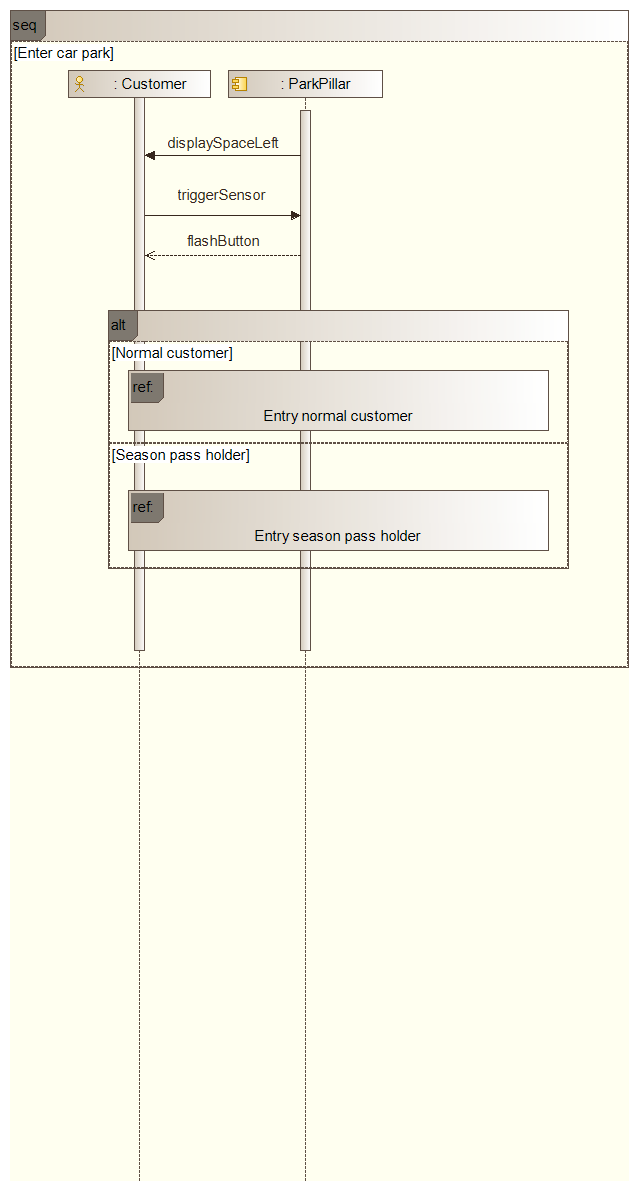 seq
[Enter car park]
: Customer
: ParkPillar
displaySpaceLeft
triggerSensor
flashButton
alt
[Normal customer]
ref:
Entry normal customer
[Season pass holder]
ref:
Entry season pass holder